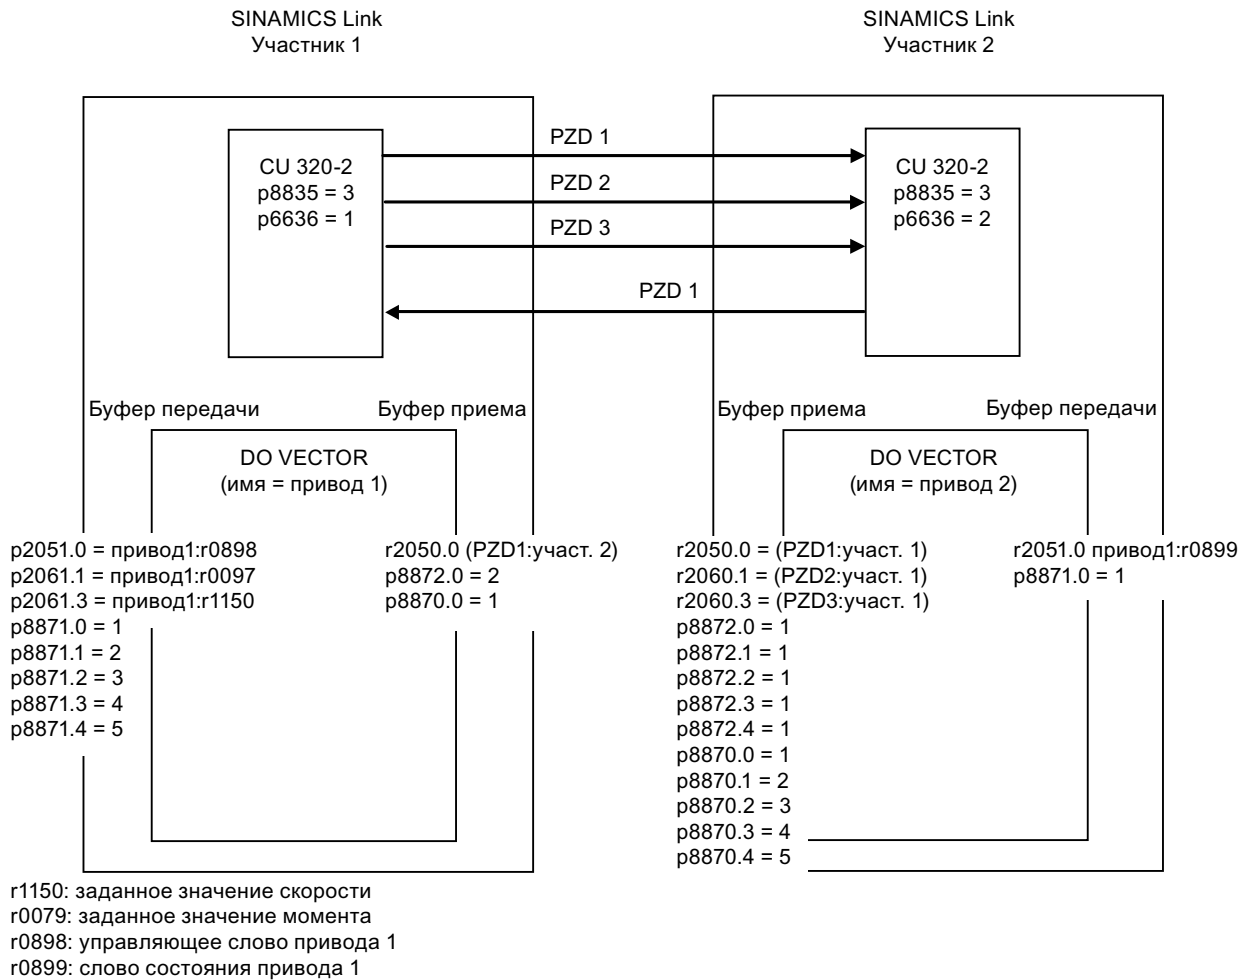 SINAMICS Link
Участник 1
SINAMICS Link
Участник 2
PZD 1
PZD 2
PZD 3
PZD 1
CU 320-2
p8835 = 3
p6636 = 1
CU 320-2
p8835 = 3
p6636 = 2
Буфер передачи
Буфер приема
DO VECTOR
(имя = привод 1)
p2051.0 = привод1:r0898
p2061.1 = привод1:r0097
p2061.3 = привод1:r1150
p8871.0 = 1
p8871.1 = 2
p8871.2 = 3
p8871.3 = 4
p8871.4 = 5
r2050.0 (PZD1:участ. 2)
p8872.0 = 2
p8870.0 = 1
Буфер приема
Буфер передачи
DO VECTOR
(имя = привод 2)
r2050.0 = (PZD1:участ. 1)
r2060.1 = (PZD2:участ. 1)
r2060.3 = (PZD3:участ. 1)
p8872.0 = 1
p8872.1 = 1
p8872.2 = 1
p8872.3 = 1
p8872.4 = 1
p8870.0 = 1
p8870.1 = 2
p8870.2 = 3
p8870.3 = 4
p8870.4 = 5
r2051.0 привод1:r0899
p8871.0 = 1
r1150: заданное значение скорости
r0079: заданное значение момента
r0898: управляющее слово привода 1
r0899: слово состояния привода 1